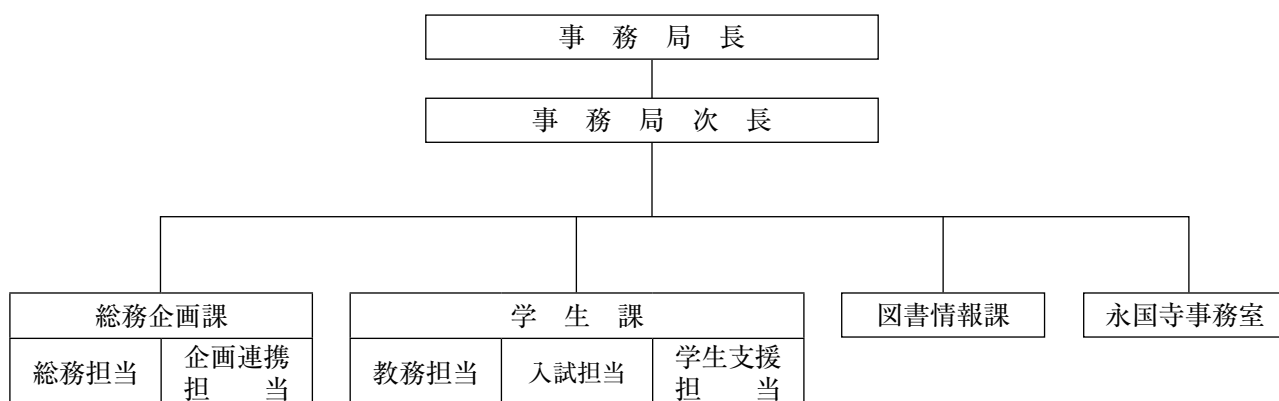 事務局長
事務局次長
総務企画課
総務担当
企画連携
担当
学生課
教務担当
入試担当
学生支援
担当
図書情報課
永国寺事務室